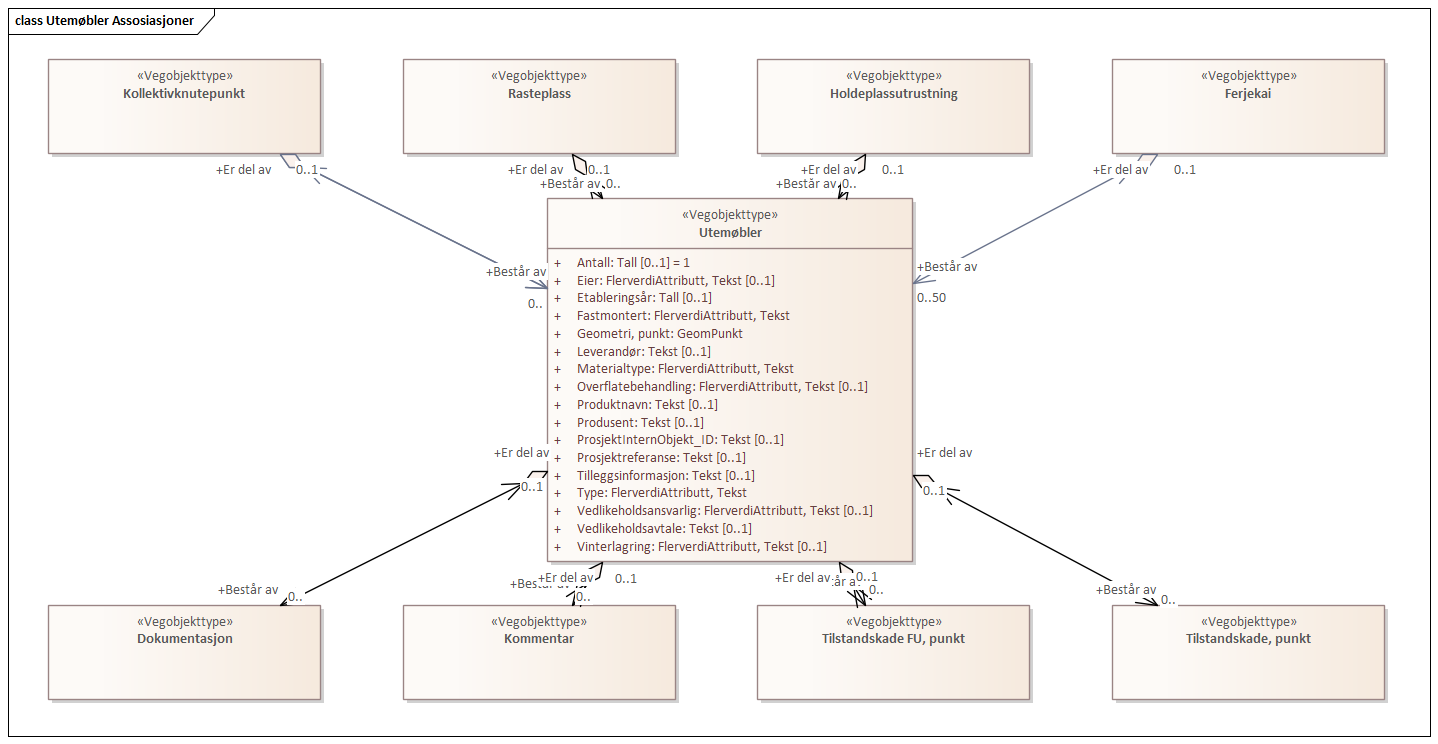 class Utemøbler Assosiasjoner
«Vegobjekttype»
Kollektivknutepunkt
«Vegobjekttype»
Rasteplass
«Vegobjekttype»
Holdeplassutrustning
«Vegobjekttype»
Ferjekai
+Er del av
0..1
+Er del av
0..1
+Består av
0..
+Er del av
0..1
+Består av
0..
+Er del av
0..1
+Består av
0..
+Består av
0..50
«Vegobjekttype»
Utemøbler
+ Antall: Tall [0..1] = 1
+ Eier: FlerverdiAttributt, Tekst [0..1]
+ Etableringsår: Tall [0..1]
+ Fastmontert: FlerverdiAttributt, Tekst
+ Geometri, punkt: GeomPunkt
+ Leverandør: Tekst [0..1]
+ Materialtype: FlerverdiAttributt, Tekst
+ Overflatebehandling: FlerverdiAttributt, Tekst [0..1]
+ Produktnavn: Tekst [0..1]
+ Produsent: Tekst [0..1]
+ ProsjektInternObjekt_ID: Tekst [0..1]
+ Prosjektreferanse: Tekst [0..1]
+ Tilleggsinformasjon: Tekst [0..1]
+ Type: FlerverdiAttributt, Tekst
+ Vedlikeholdsansvarlig: FlerverdiAttributt, Tekst [0..1]
+ Vedlikeholdsavtale: Tekst [0..1]
+ Vinterlagring: FlerverdiAttributt, Tekst [0..1]
+Er del av
0..1
+Er del av
0..1
+Består av
0..
+Er del av
0..1
0..
+Er del av
0..1
0..
+Består av
0..
«Vegobjekttype»
Dokumentasjon
«Vegobjekttype»
Kommentar
«Vegobjekttype»
Tilstandskade FU, punkt
«Vegobjekttype»
Tilstandskade, punkt